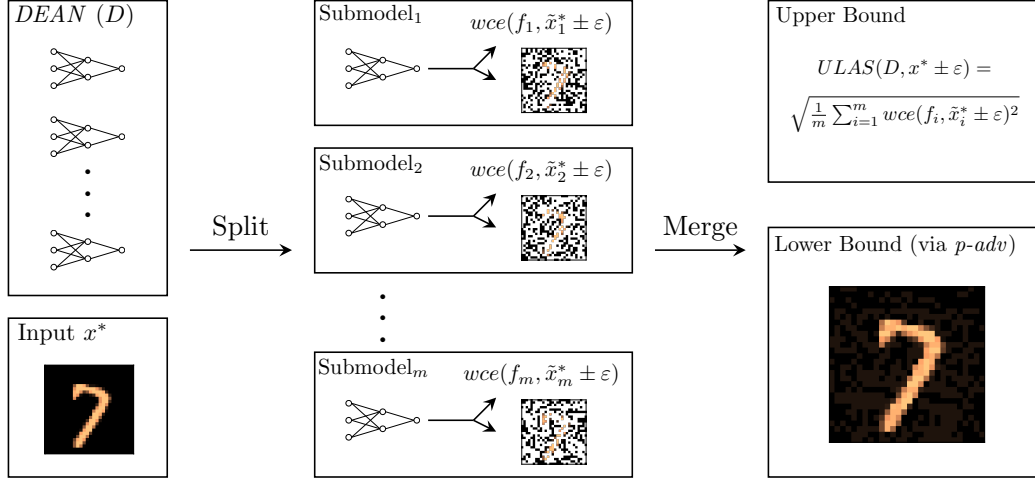 DEAN (D)
Input x*
Split
Submodel₁
wce(f₁, x̃₁* ± ε)
Submodel₂
wce(f₂, x̃₂* ± ε)
Submodelₘ
wce(fₘ, x̃ₘ* ± ε)
Merge
Upper Bound
ULAS(D, x* ± ε) =
√(1/m ∑ᵢ₌₁ᵐ wce(fᵢ, x̃ᵢ* ± ε)²)
Lower Bound (via p-adv)